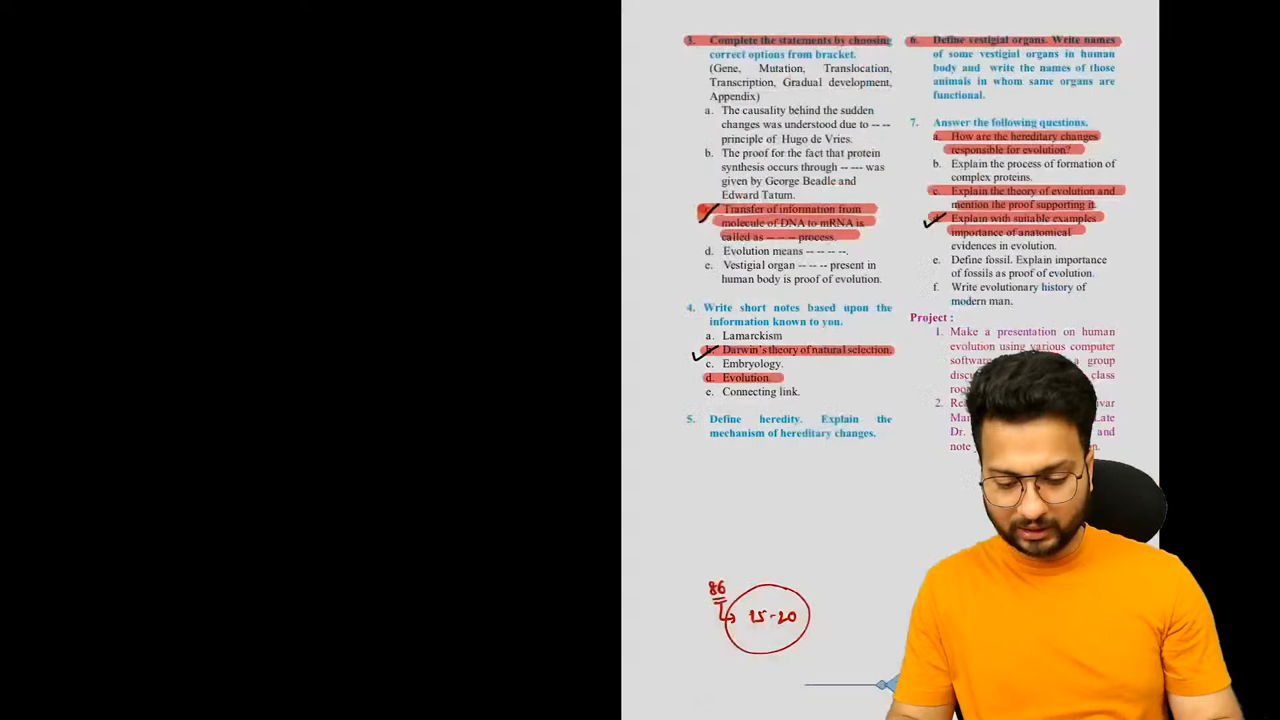 3. Complete the statements by choosing
correct options from bracket.
(Gene, Mutation, Translocation,
Transcription, Gradual development,
Appendix)
a. The causality behind the sudden
changes was understood due to -- --
principle of Hugo de Vries.
b. The proof for the fact that protein
synthesis occurs through -- --- was
given by George Beadle and
Edward Tatum.
Transfer of information from
molecule of DNA to mRNA is
called as -- -- -- process.
d. Evolution means -- -- -- --.
e. Vestigial organ -- -- -- present in
human body is proof of evolution.
4. Write short notes based upon the
information known to you.
a. Lamarckism
b. Darwin's theory of natural selection.
c. Embryology.
d. Evolution.
e. Connecting link.
5. Define heredity. Explain the
mechanism of hereditary changes.
86
15-20
6. Define vestigial organs. Write names
of some vestigial organs in human
body and write the names of those
animals in whom same organs are
functional.
7. Answer the following questions.
a. How are the hereditary changes
responsible for evolution?
b. Explain the process of formation of
complex proteins.
c. Explain the theory of evolution and
mention the proof supporting it.
d. Explain with suitable examples
importance of anatomical
evidences in evolution.
e. Define fossil. Explain importance
of fossils as proof of evolution.
f. Write evolutionary history of
modern man.
Project :
1. Make a presentation on human
evolution using various computer
a group
class
2.
Late
Dr. and
note